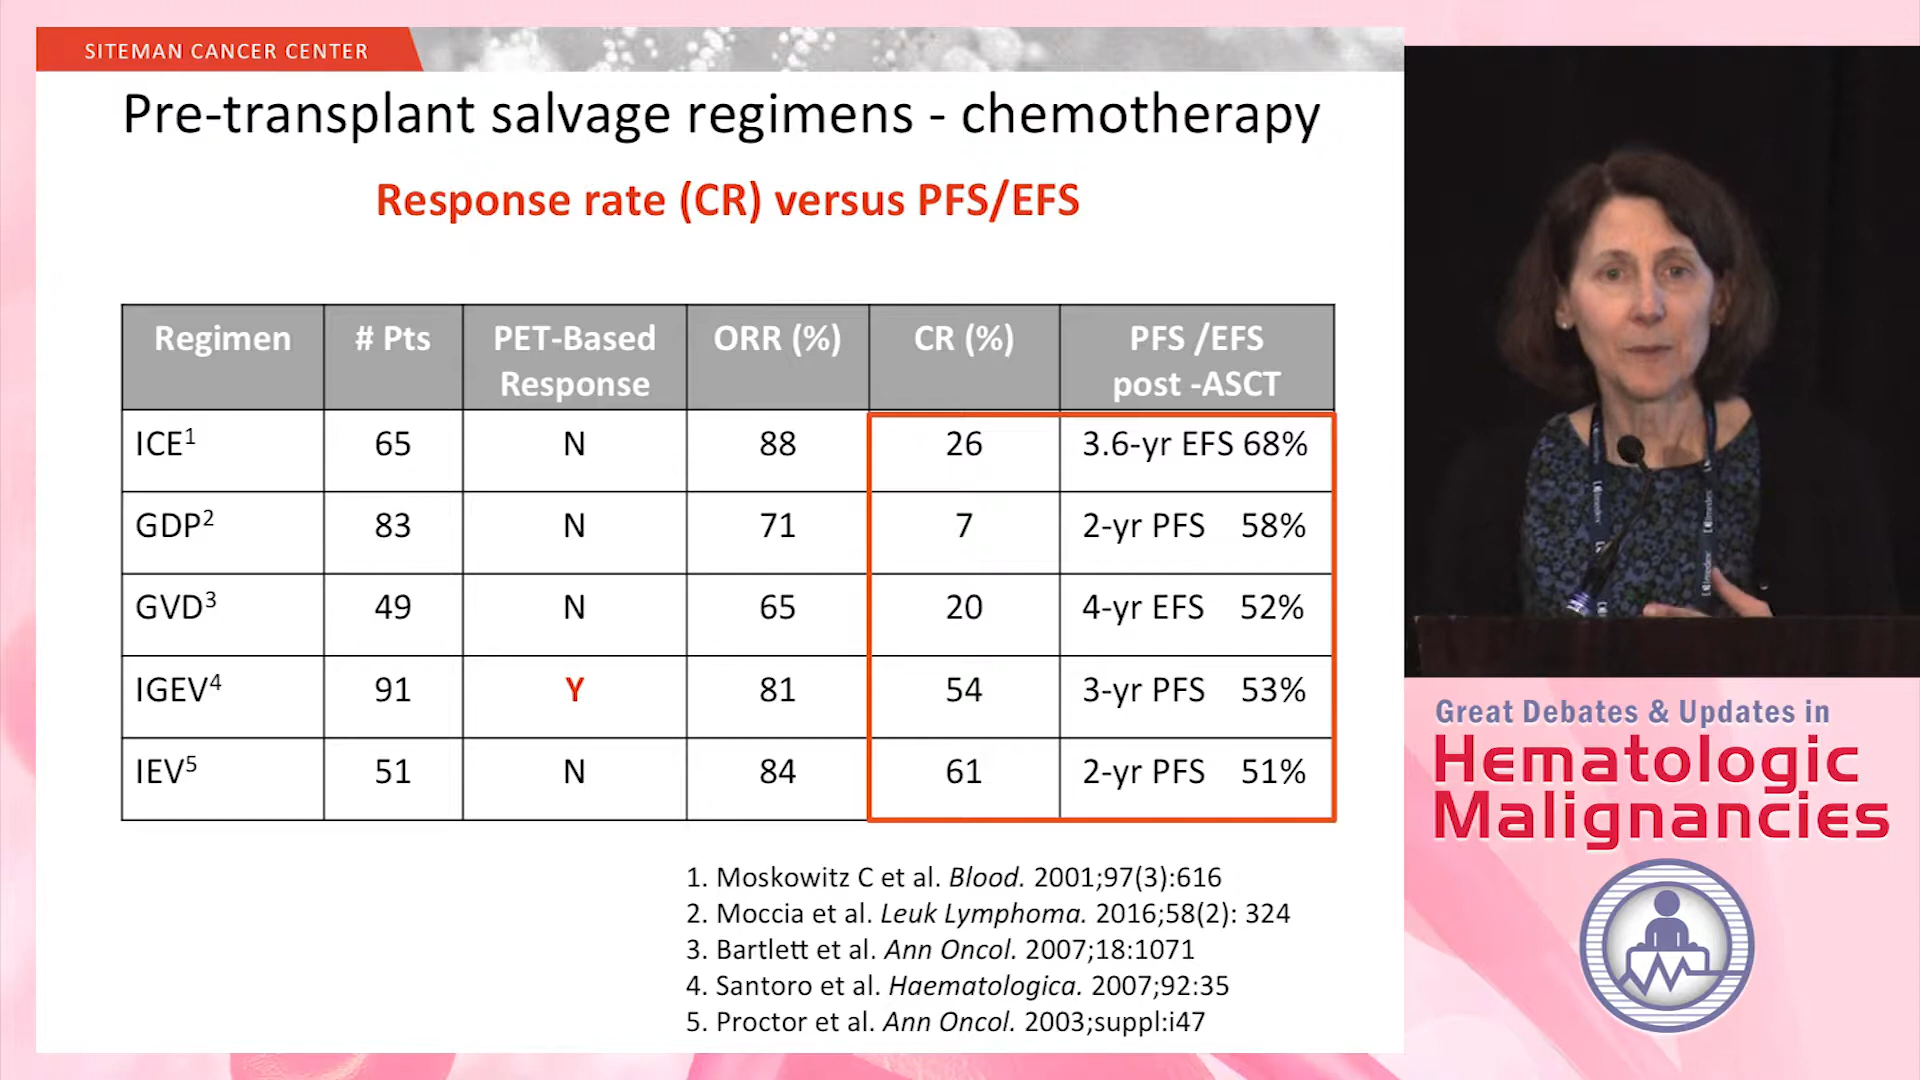 SITEMAN CANCER CENTER
Pre-transplant salvage regimens - chemotherapy
Response rate (CR) versus PFS/EFS
Regimen # Pts PET-Based Response ORR (%) CR (%) PFS /EFS post -ASCT
ICE1 65 N 88 26 3.6-yr EFS 68%
GDP2 83 N 71 7 2-yr PFS 58%
GVD3 49 N 65 20 4-yr EFS 52%
IGEV4 91 Y 81 54 3-yr PFS 53%
IEV5 51 N 84 61 2-yr PFS 51%
1. Moskowitz C et al. Blood. 2001;97(3):616
2. Moccia et al. Leuk Lymphoma. 2016;58(2): 324
3. Bartlett et al. Ann Oncol. 2007;18:1071
4. Santoro et al. Haematologica. 2007;92:35
5. Proctor et al. Ann Oncol. 2003;suppl:i47
Great Debates & Updates in
Hematologic
Malignancies